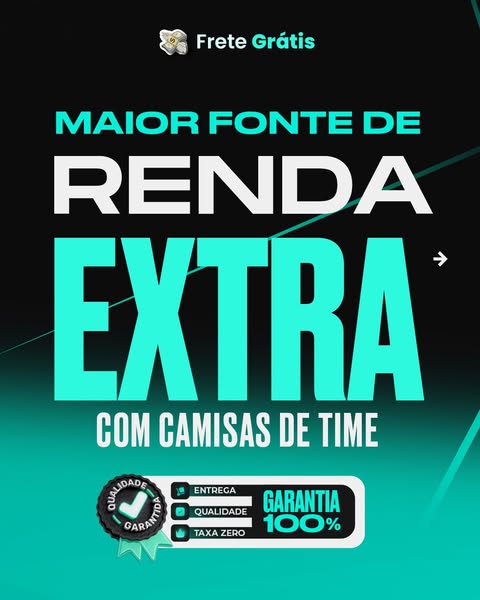 Frete Grátis
MAIOR FONTE DE
RENDA
EXTRA
COM CAMISAS DE TIME
QUALIDADE
GARANTIDA
ENTREGA
QUALIDADE
TAXA ZERO
GARANTIA
100%